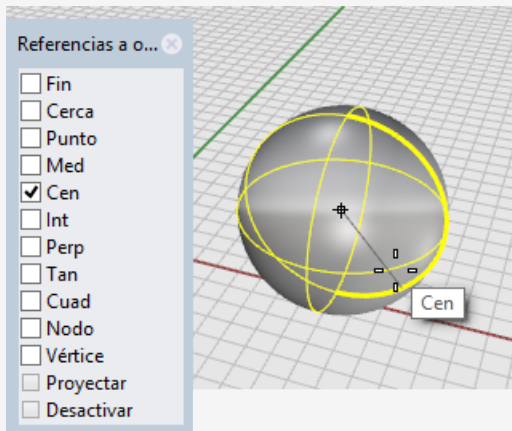 Referencias a o...
Fin
Cerca
Punto
Med
Cen
Int
Perp
Tan
Cuad
Nodo
Vértice
Proyectar
Desactivar
Cen